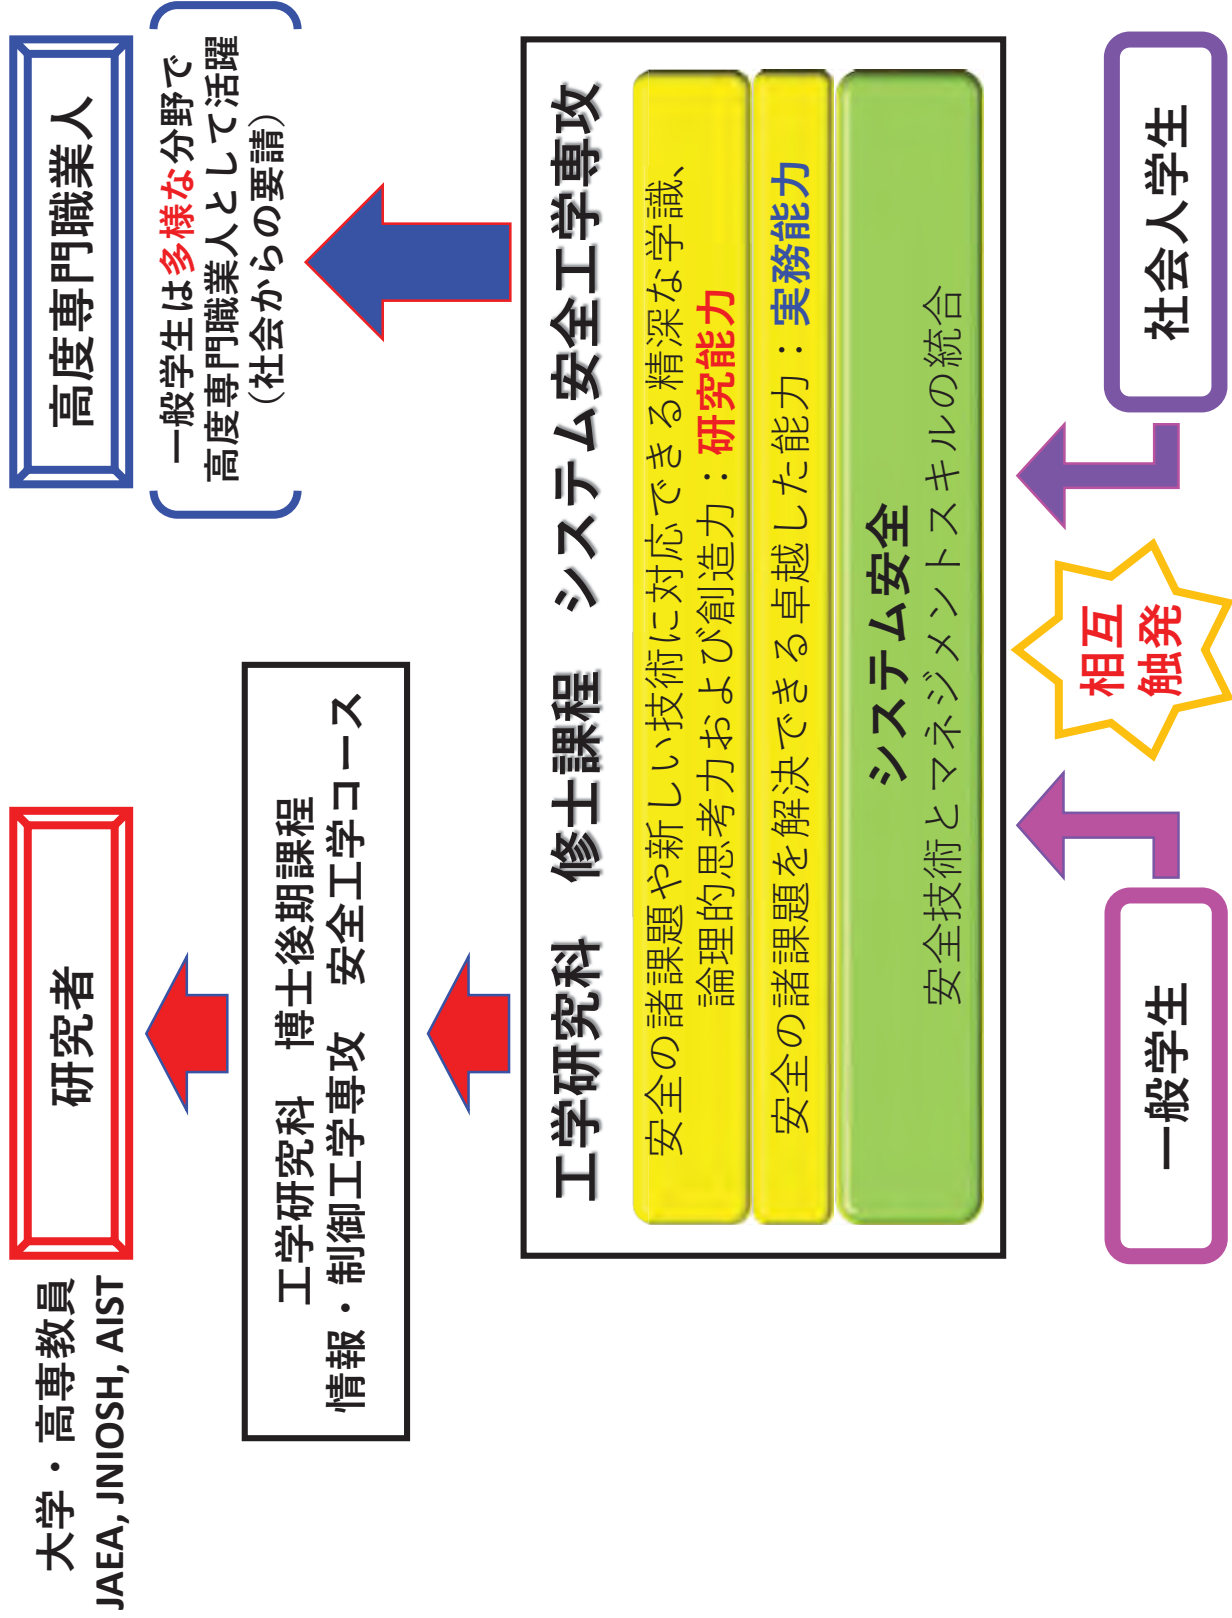 大学・高専教員
JAEA, JNIOSH, AIST
研究者
高度専門職業人
一般学生は多様な分野で
高度専門職業人として活躍
（社会からの要請）
工学研究科 博士後期課程
情報・制御工学専攻 安全工学コース
工学研究科 修士課程 システム安全工学専攻
安全の諸課題や新しい技術に対応できる精深な学識、
論理的思考力および創造力：研究能力
安全の諸課題を解決できる卓越した能力：実務能力
システム安全
安全技術とマネジメントスキルの統合
相互
触発
一般学生
社会人学生